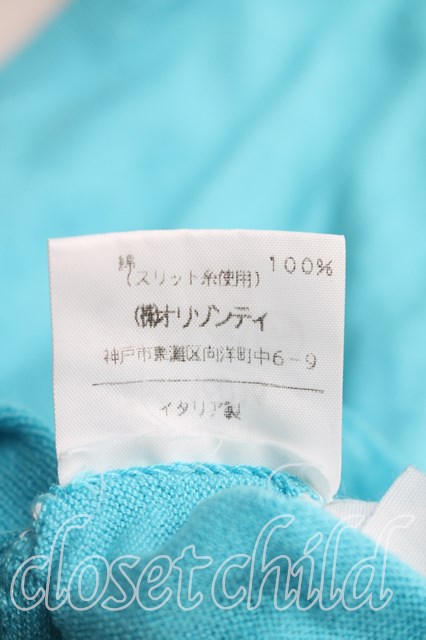 綿 100%
(スリット糸使用)
(株)オリゾンティ
神戸市東灘区向洋町中6-9
イタリア製
closet child